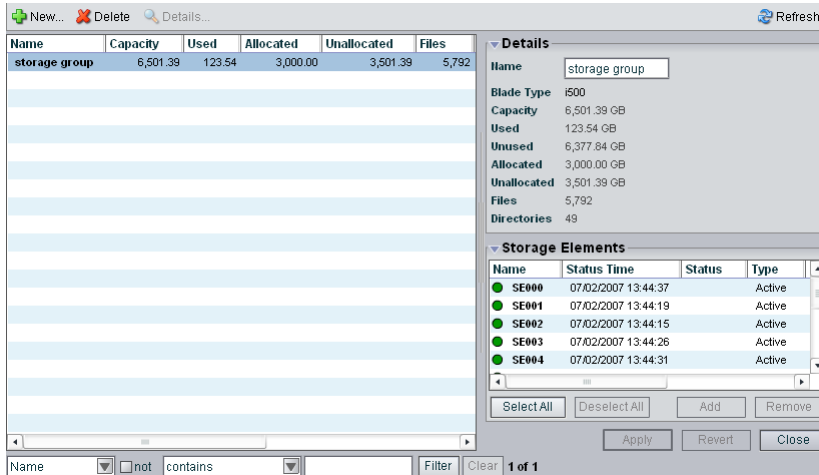 New... Delete Details... Refresh
Name Capacity Used Allocated Unallocated Files
storage group 6,501.39 123.54 3,000.00 3,501.39 5,792
Details
Name storage group
Blade Type i500
Capacity 6,501.39 GB
Used 123.54 GB
Unused 6,377.84 GB
Allocated 3,000.00 GB
Unallocated 3,501.39 GB
Files 5,792
Directories 49
Storage Elements
Name Status Time Status Type
SE000 07/02/2007 13:44:37 Active
SE001 07/02/2007 13:44:19 Active
SE002 07/02/2007 13:44:15 Active
SE003 07/02/2007 13:44:26 Active
SE004 07/02/2007 13:44:31 Active
Select All Deselect All Add Remove
Apply Revert Close
Name not contains Filter Clear 1 of 1